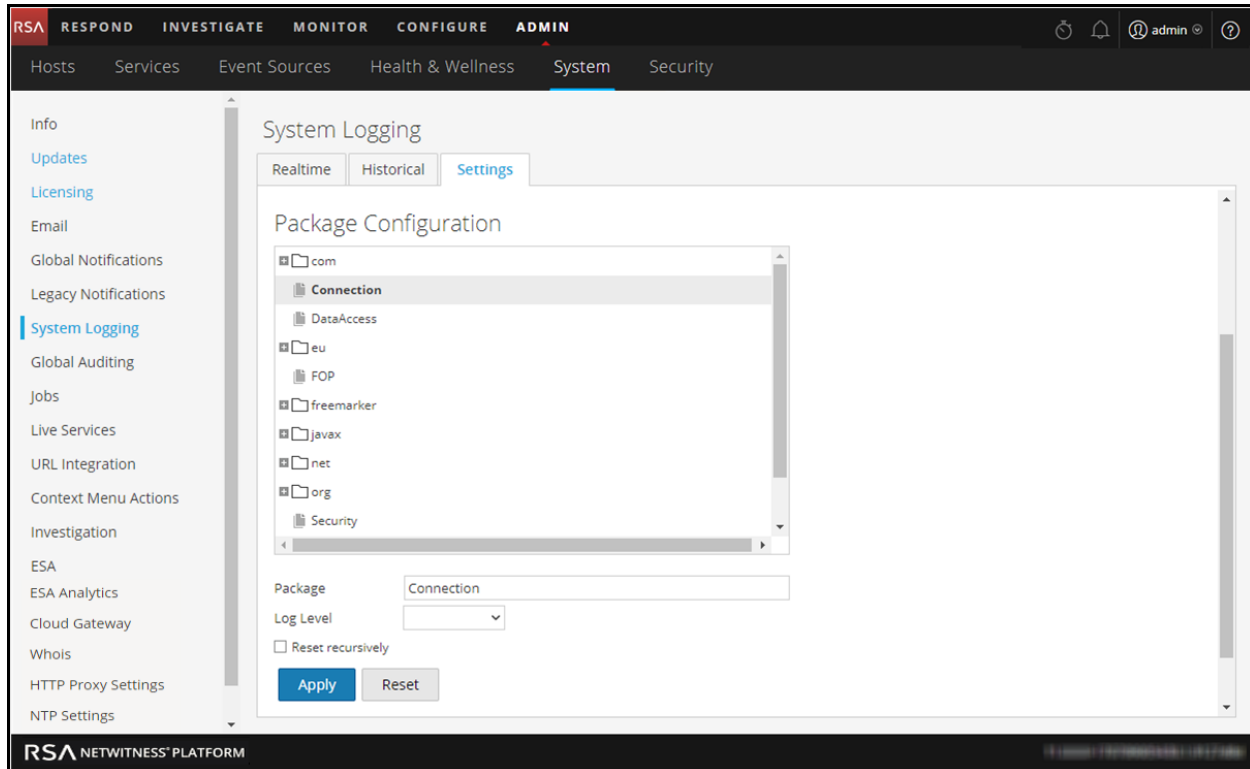 RSA RESPOND INVESTIGATE MONITOR CONFIGURE ADMIN admin ?
Hosts Services Event Sources Health & Wellness System Security
Info
Updates
Licensing
Email
Global Notifications
Legacy Notifications
System Logging
Global Auditing
Jobs
Live Services
URL Integration
Context Menu Actions
Investigation
ESA
ESA Analytics
Cloud Gateway
Whois
HTTP Proxy Settings
NTP Settings
System Logging
Realtime Historical Settings
Package Configuration
com
Connection
DataAccess
eu
FOP
freemarker
javax
net
org
Security
Package Connection
Log Level
Reset recursively
Apply Reset
RSA NETWITNESS® PLATFORM